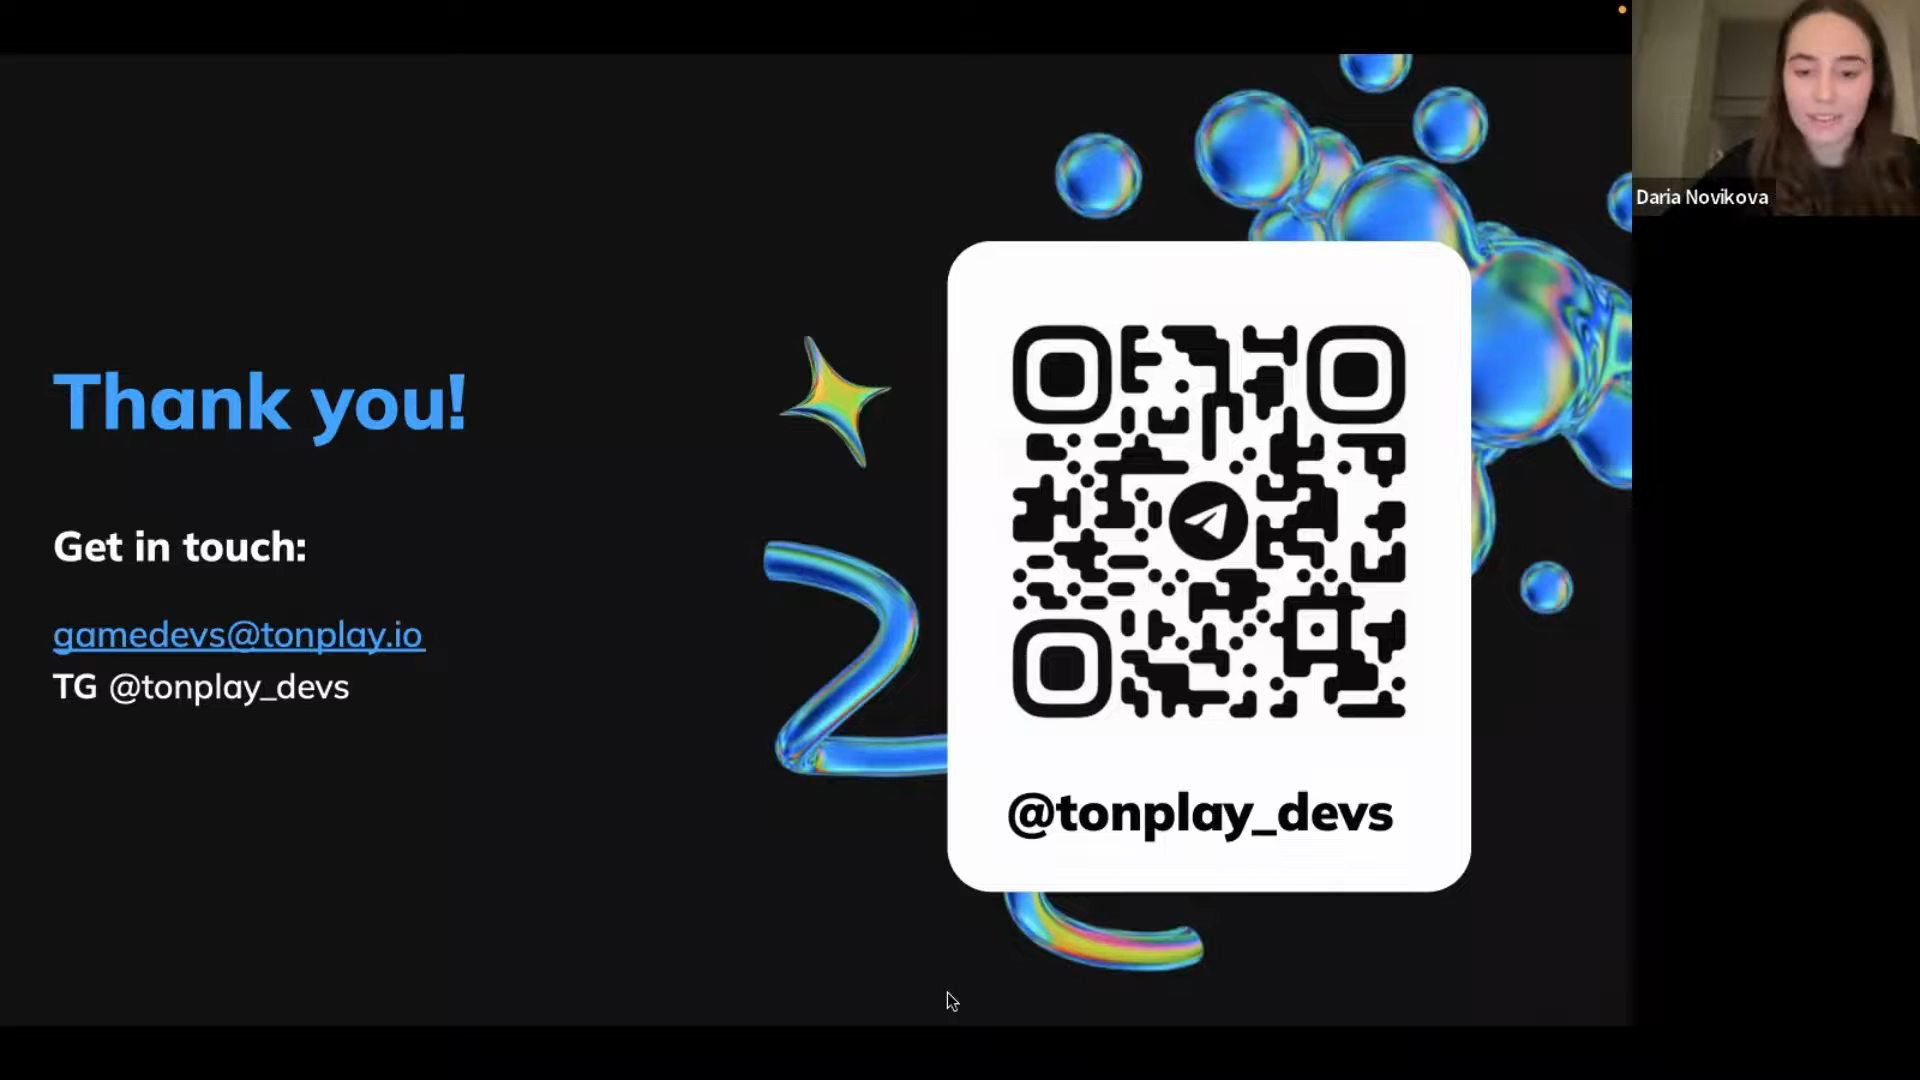 Thank you!
Get in touch:
gamedevs@tonplay.io
TG @tonplay_devs
@tonplay_devs
Daria Novikova